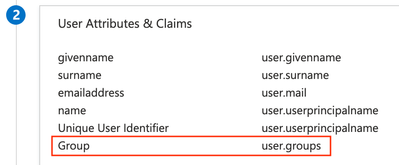 2
User Attributes & Claims
givenname user.givenname
surname user.surname
emailaddress user.mail
name user.userprincipalname
Unique User Identifier user.userprincipalname
Group user.groups